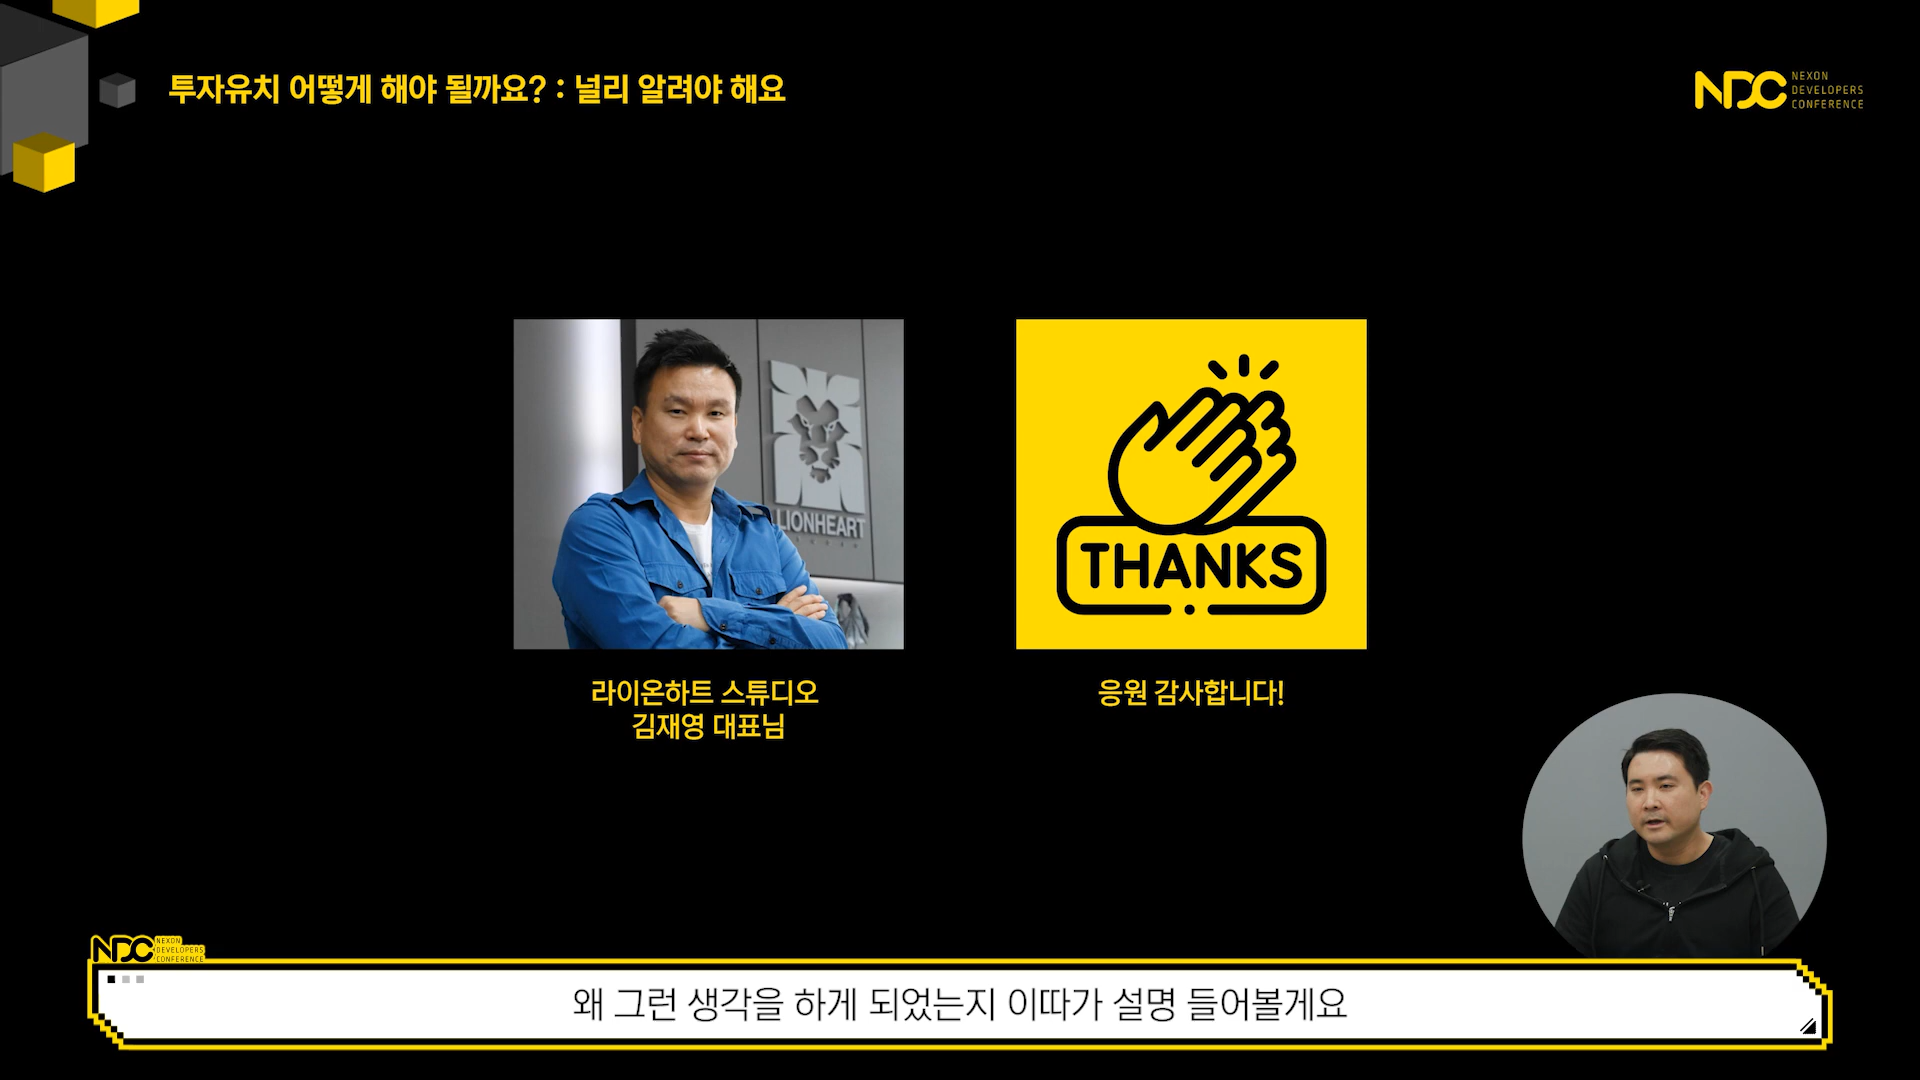 투자유치 어떻게 해야 될까요? : 널리 알려야 해요
NDC NEXON
DEVELOPERS
CONFERENCE
LIONHEART
THANKS
라이온하트 스튜디오
김재영 대표님
응원 감사합니다!
NDC NEXON
DEVELOPERS
CONFERENCE
왜 그런 생각을 하게 되었는지 이따가 설명 들어볼게요